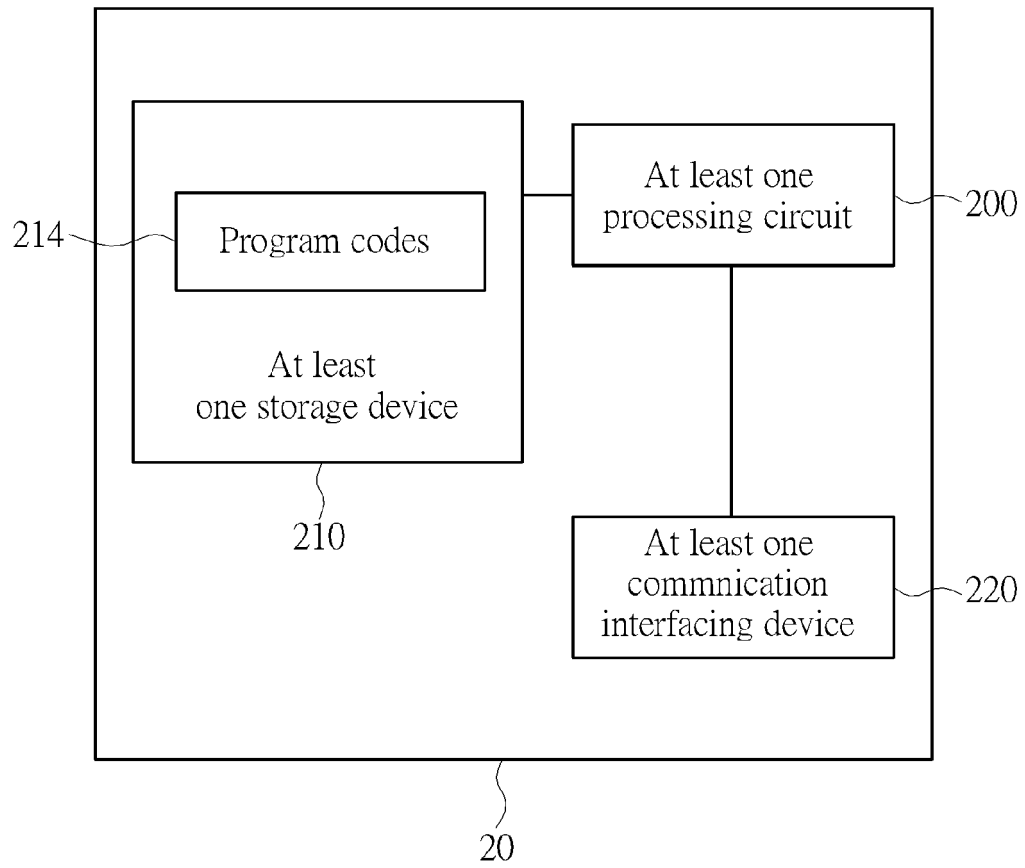 At least one
processing circuit
200
214
Program codes
At least
one storage device
210
At least one
commnication
interfacing device
220
20